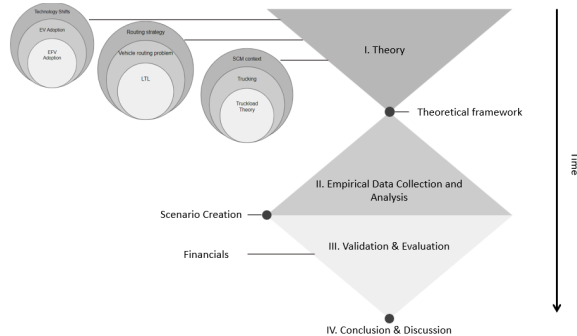 Technology Shifts
EV Adoption
EFV
Adoption
Routing strategy
Vehicle routing problem
LTL
SCM context
Trucking
Truckload
Theory
I. Theory
Theoretical framework
II. Empirical Data Collection and
Analysis
Scenario Creation
III. Validation & Evaluation
Financials
IV. Conclusion & Discussion
Time